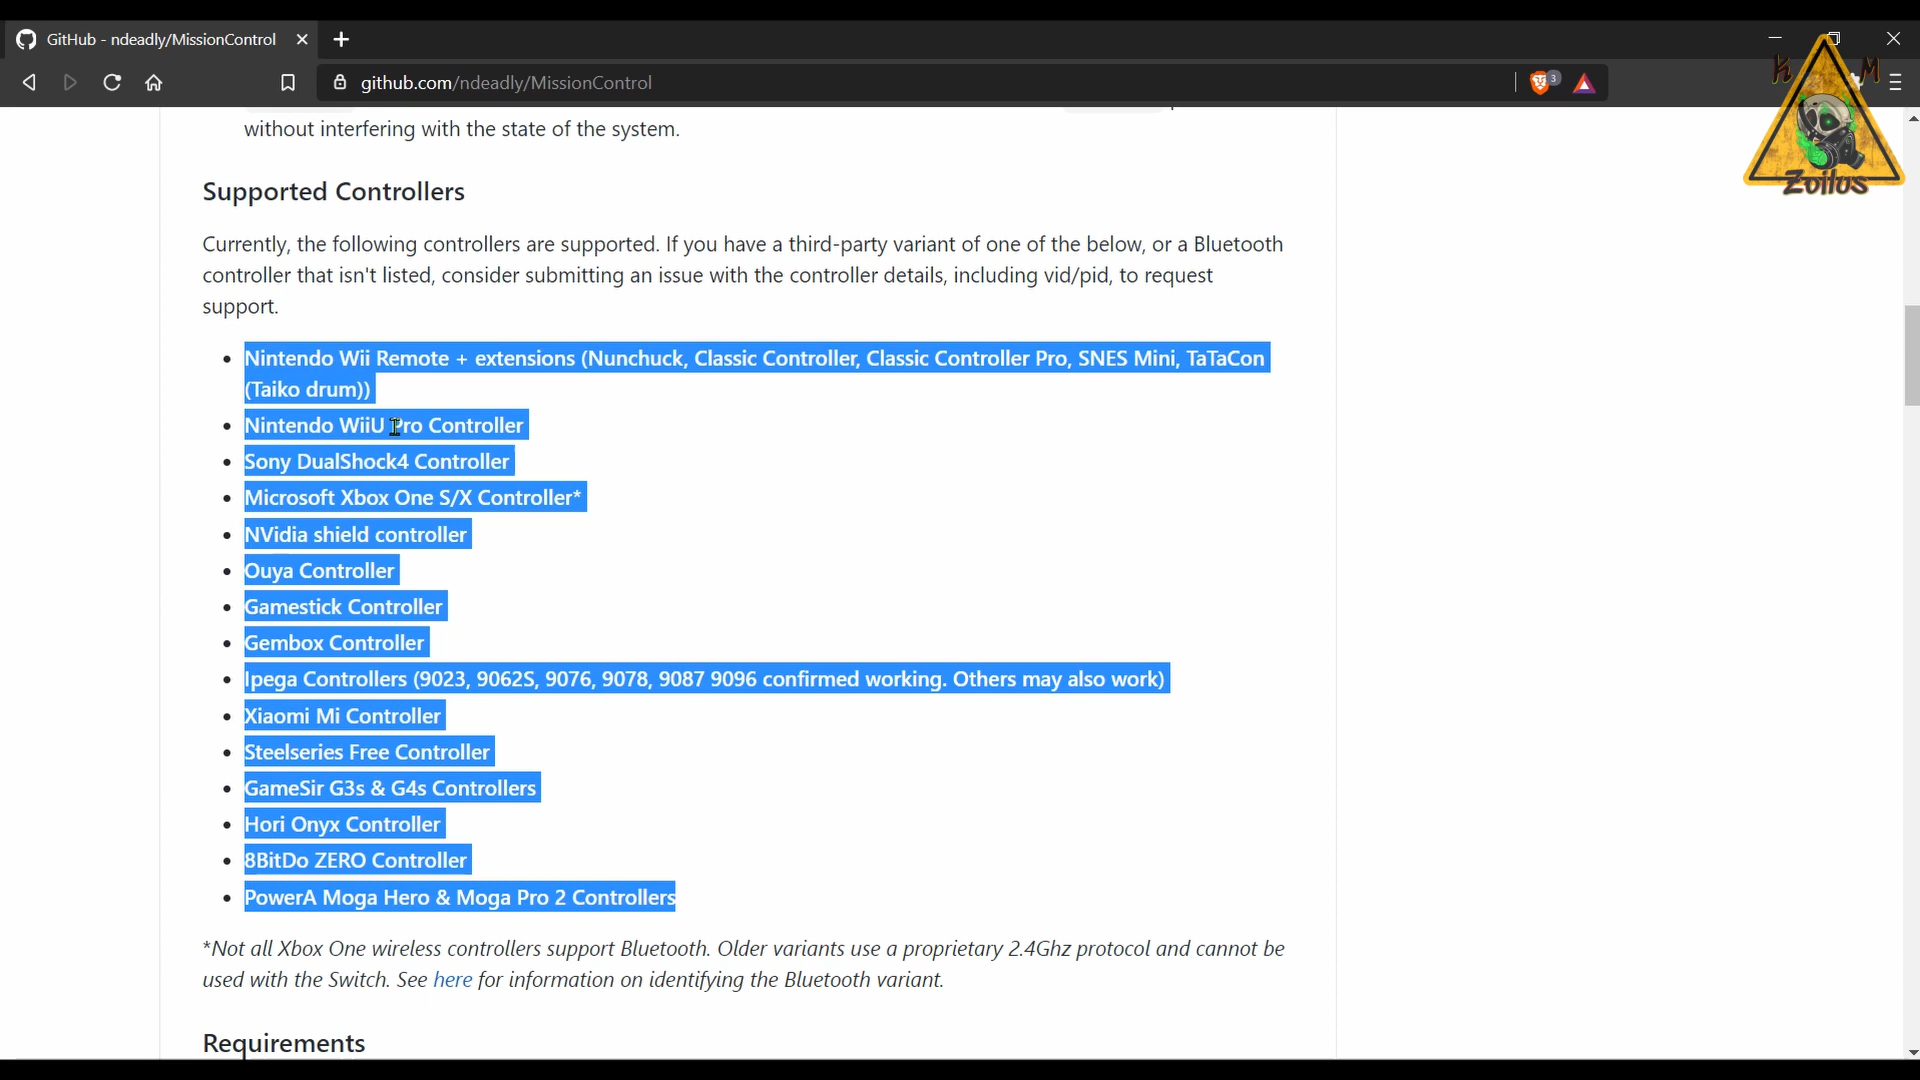 GitHub - ndeadly/MissionControl
github.com/ndeadly/MissionControl
3
K M
Zoilus
without interfering with the state of the system.
Supported Controllers
Currently, the following controllers are supported. If you have a third-party variant of one of the below, or a Bluetooth
controller that isn't listed, consider submitting an issue with the controller details, including vid/pid, to request
support.
Nintendo Wii Remote + extensions (Nunchuck, Classic Controller, Classic Controller Pro, SNES Mini, TaTaCon
(Taiko drum))
Nintendo WiiU Pro Controller
Sony DualShock4 Controller
Microsoft Xbox One S/X Controller*
NVidia shield controller
Ouya Controller
Gamestick Controller
Gembox Controller
Ipega Controllers (9023, 9062S, 9076, 9078, 9087 9096 confirmed working. Others may also work)
Xiaomi Mi Controller
Steelseries Free Controller
GameSir G3s & G4s Controllers
Hori Onyx Controller
8BitDo ZERO Controller
PowerA Moga Hero & Moga Pro 2 Controllers
*Not all Xbox One wireless controllers support Bluetooth. Older variants use a proprietary 2.4Ghz protocol and cannot be
used with the Switch. See here for information on identifying the Bluetooth variant.
Requirements